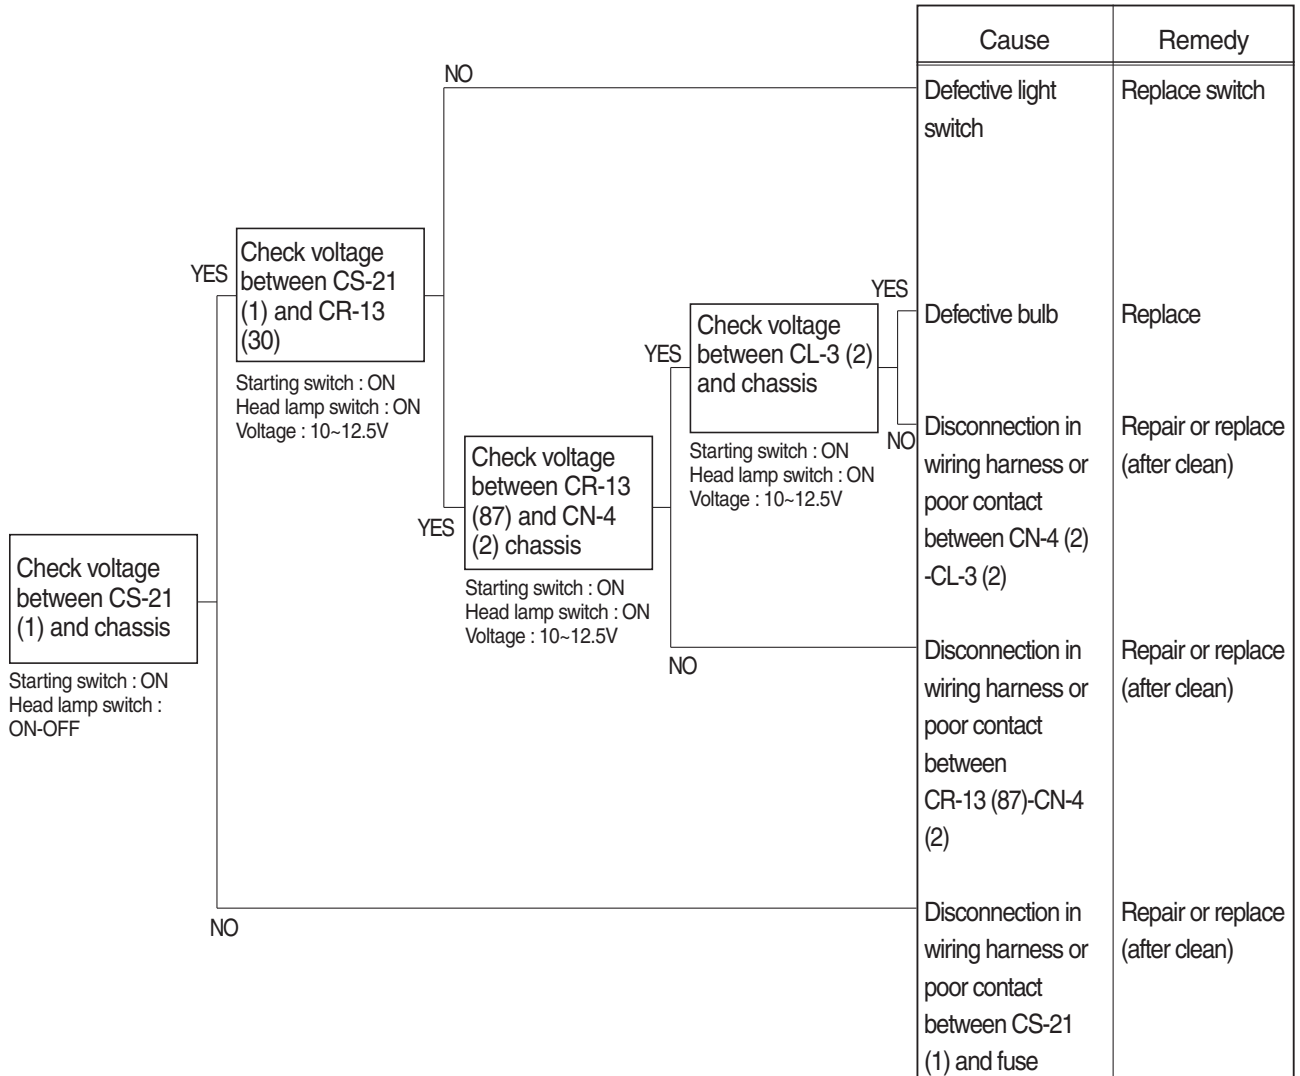 Cause
Remedy
NO
Defective light
switch
Replace switch
YES
Check voltage
between CS-21
(1) and CR-13
(30)
Starting switch : ON
Head lamp switch : ON
Voltage : 10~12.5V
YES
Check voltage
between CL-3 (2)
and chassis
Starting switch : ON
Head lamp switch : ON
Voltage : 10~12.5V
YES
Defective bulb
Replace
NO
Disconnection in
wiring harness or
poor contact
between CN-4 (2)
-CL-3 (2)
Repair or replace
(after clean)
YES
Check voltage
between CR-13
(87) and CN-4
(2) chassis
Starting switch : ON
Head lamp switch : ON
Voltage : 10~12.5V
Check voltage
between CS-21
(1) and chassis
Starting switch : ON
Head lamp switch :
ON-OFF
NO
Disconnection in
wiring harness or
poor contact
between
CR-13 (87)-CN-4
(2)
Repair or replace
(after clean)
NO
Disconnection in
wiring harness or
poor contact
between CS-21
(1) and fuse
Repair or replace
(after clean)